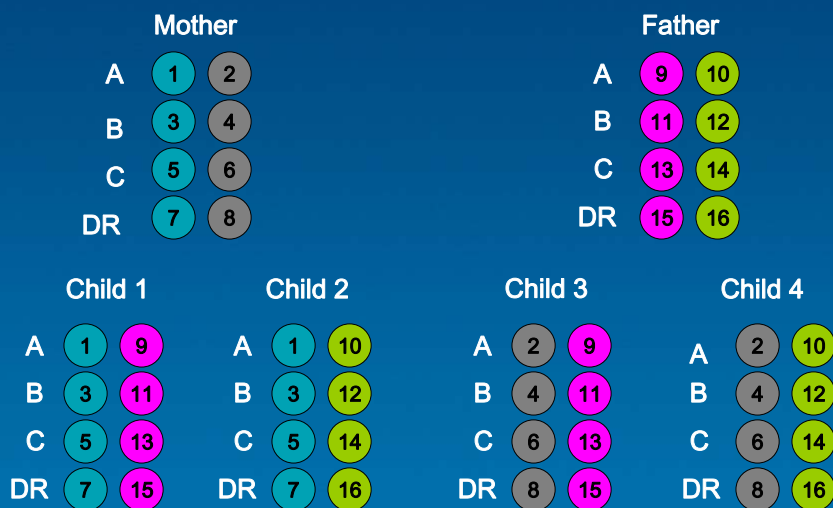 Mother Father
A 1 2 A 9 10
B 3 4 B 11 12
C 5 6 C 13 14
DR 7 8 DR 15 16
Child 1 Child 2 Child 3 Child 4
A 1 9 A 1 10 A 2 9 A 2 10
B 3 11 B 3 12 B 4 11 B 4 12
C 5 13 C 5 14 C 6 13 C 6 14
DR 7 15 DR 7 16 DR 8 15 DR 8 16